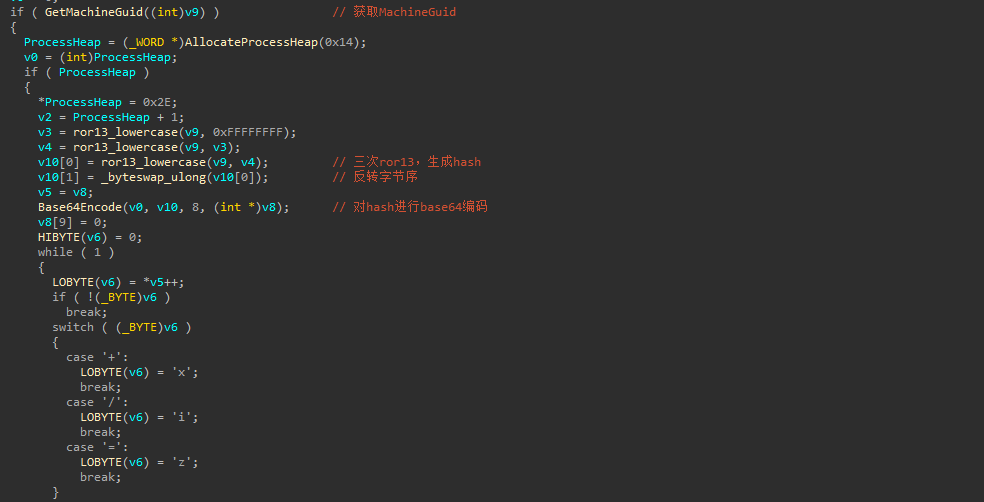 if ( GetMachineGuid((int)v9) ) // 获取MachineGuid
{
ProcessHeap = (_WORD *)AllocateProcessHeap(0x14);
v0 = (int)ProcessHeap;
if ( ProcessHeap )
{
*ProcessHeap = 0x2E;
v2 = ProcessHeap + 1;
v3 = ror13_lowercase(v9, 0xFFFFFFFF);
v4 = ror13_lowercase(v9, v3);
v10[0] = ror13_lowercase(v9, v4); // 三次ror13，生成hash
v10[1] = _byteswap_ulong(v10[0]); // 反转字节序
v5 = v8;
Base64Encode(v0, v10, 8, (int *)v8); // 对hash进行base64编码
v8[9] = 0;
HIBYTE(v6) = 0;
while ( 1 )
{
LOBYTE(v6) = *v5++;
if ( !(_BYTE)v6 )
break;
switch ( (_BYTE)v6 )
{
case '+':
LOBYTE(v6) = 'x';
break;
case '/':
LOBYTE(v6) = 'i';
break;
case '=':
LOBYTE(v6) = 'z';
break;
}